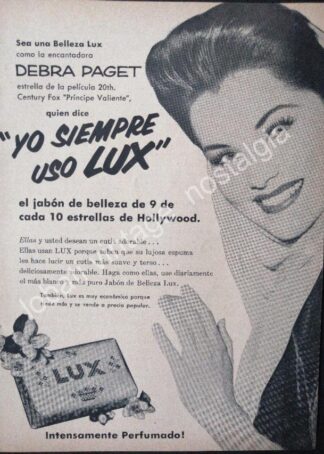 Sea una Belleza Lux
como la encantadora
DEBRA PAGET
estrella de la película 20th.
Century Fox "Príncipe Valiente",
quien dice
"YO SIEMPRE
uso LUX"
el jabón de belleza de 9 de
cada 10 estrellas de Hollywood.
Ellas y usted desean un cutis adorable...
Ellas usan LUX porque saben que su lujosa espuma
les hace lucir un cutis más suave y terso...
deliciosamente adorable. Haga como ellas, use diariamente
el más blanco y más puro Jabón de Belleza Lux.
También, Lux es muy económico porque
rinde más y se vende a precio popular.
LUX
Intensamente Perfumado!
vintage nostalgia